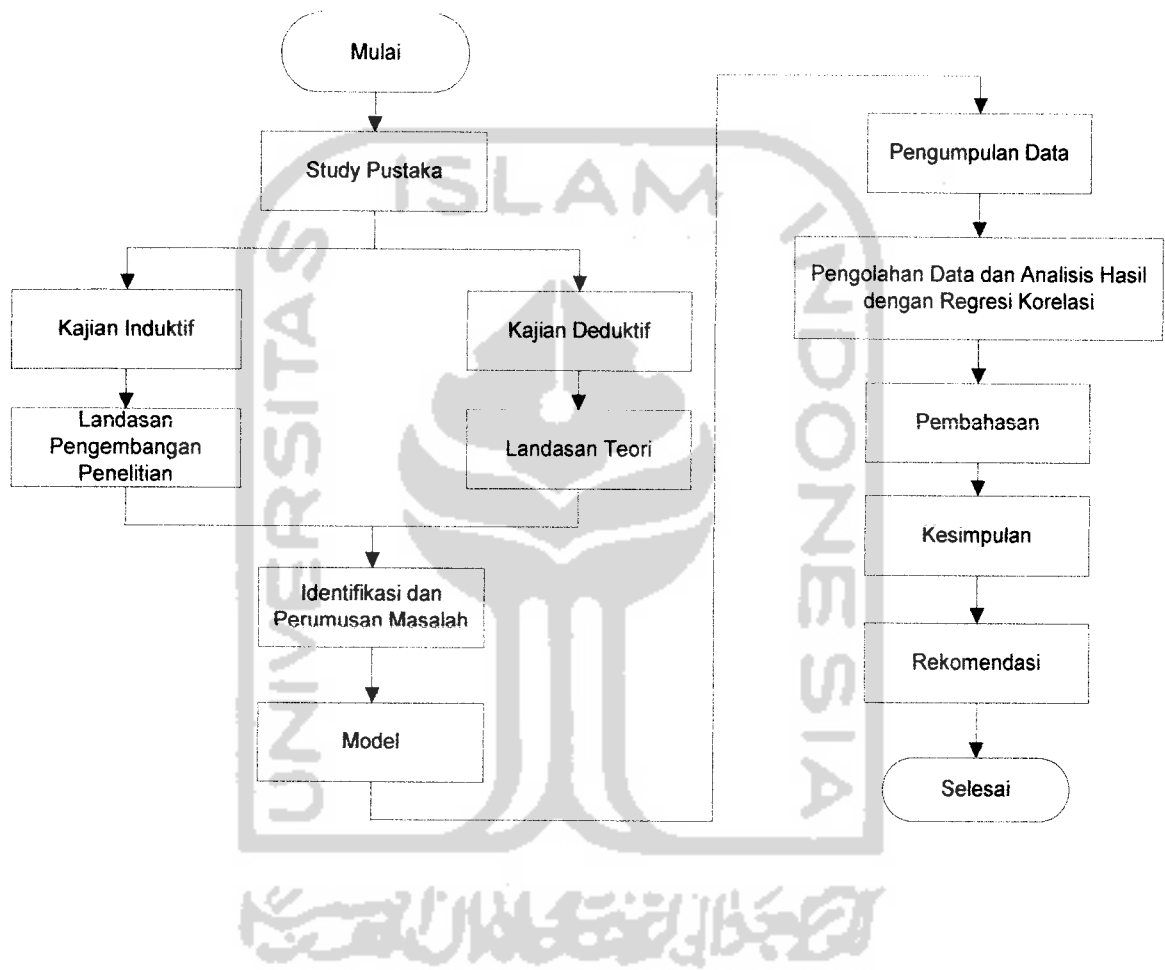 Mulai
Study Pustaka
Kajian Induktif
Kajian Deduktif
Landasan
Pengembangan
Penelitian
Landasan Teori
Identifikasi dan
Perumusan Masalah
Model
Pengumpulan Data
Pengolahan Data dan Analisis Hasil
dengan Regresi Korelasi
Pembahasan
Kesimpulan
Rekomendasi
Selesai
UNIVERSITAS
ISLAM
INDONESIA